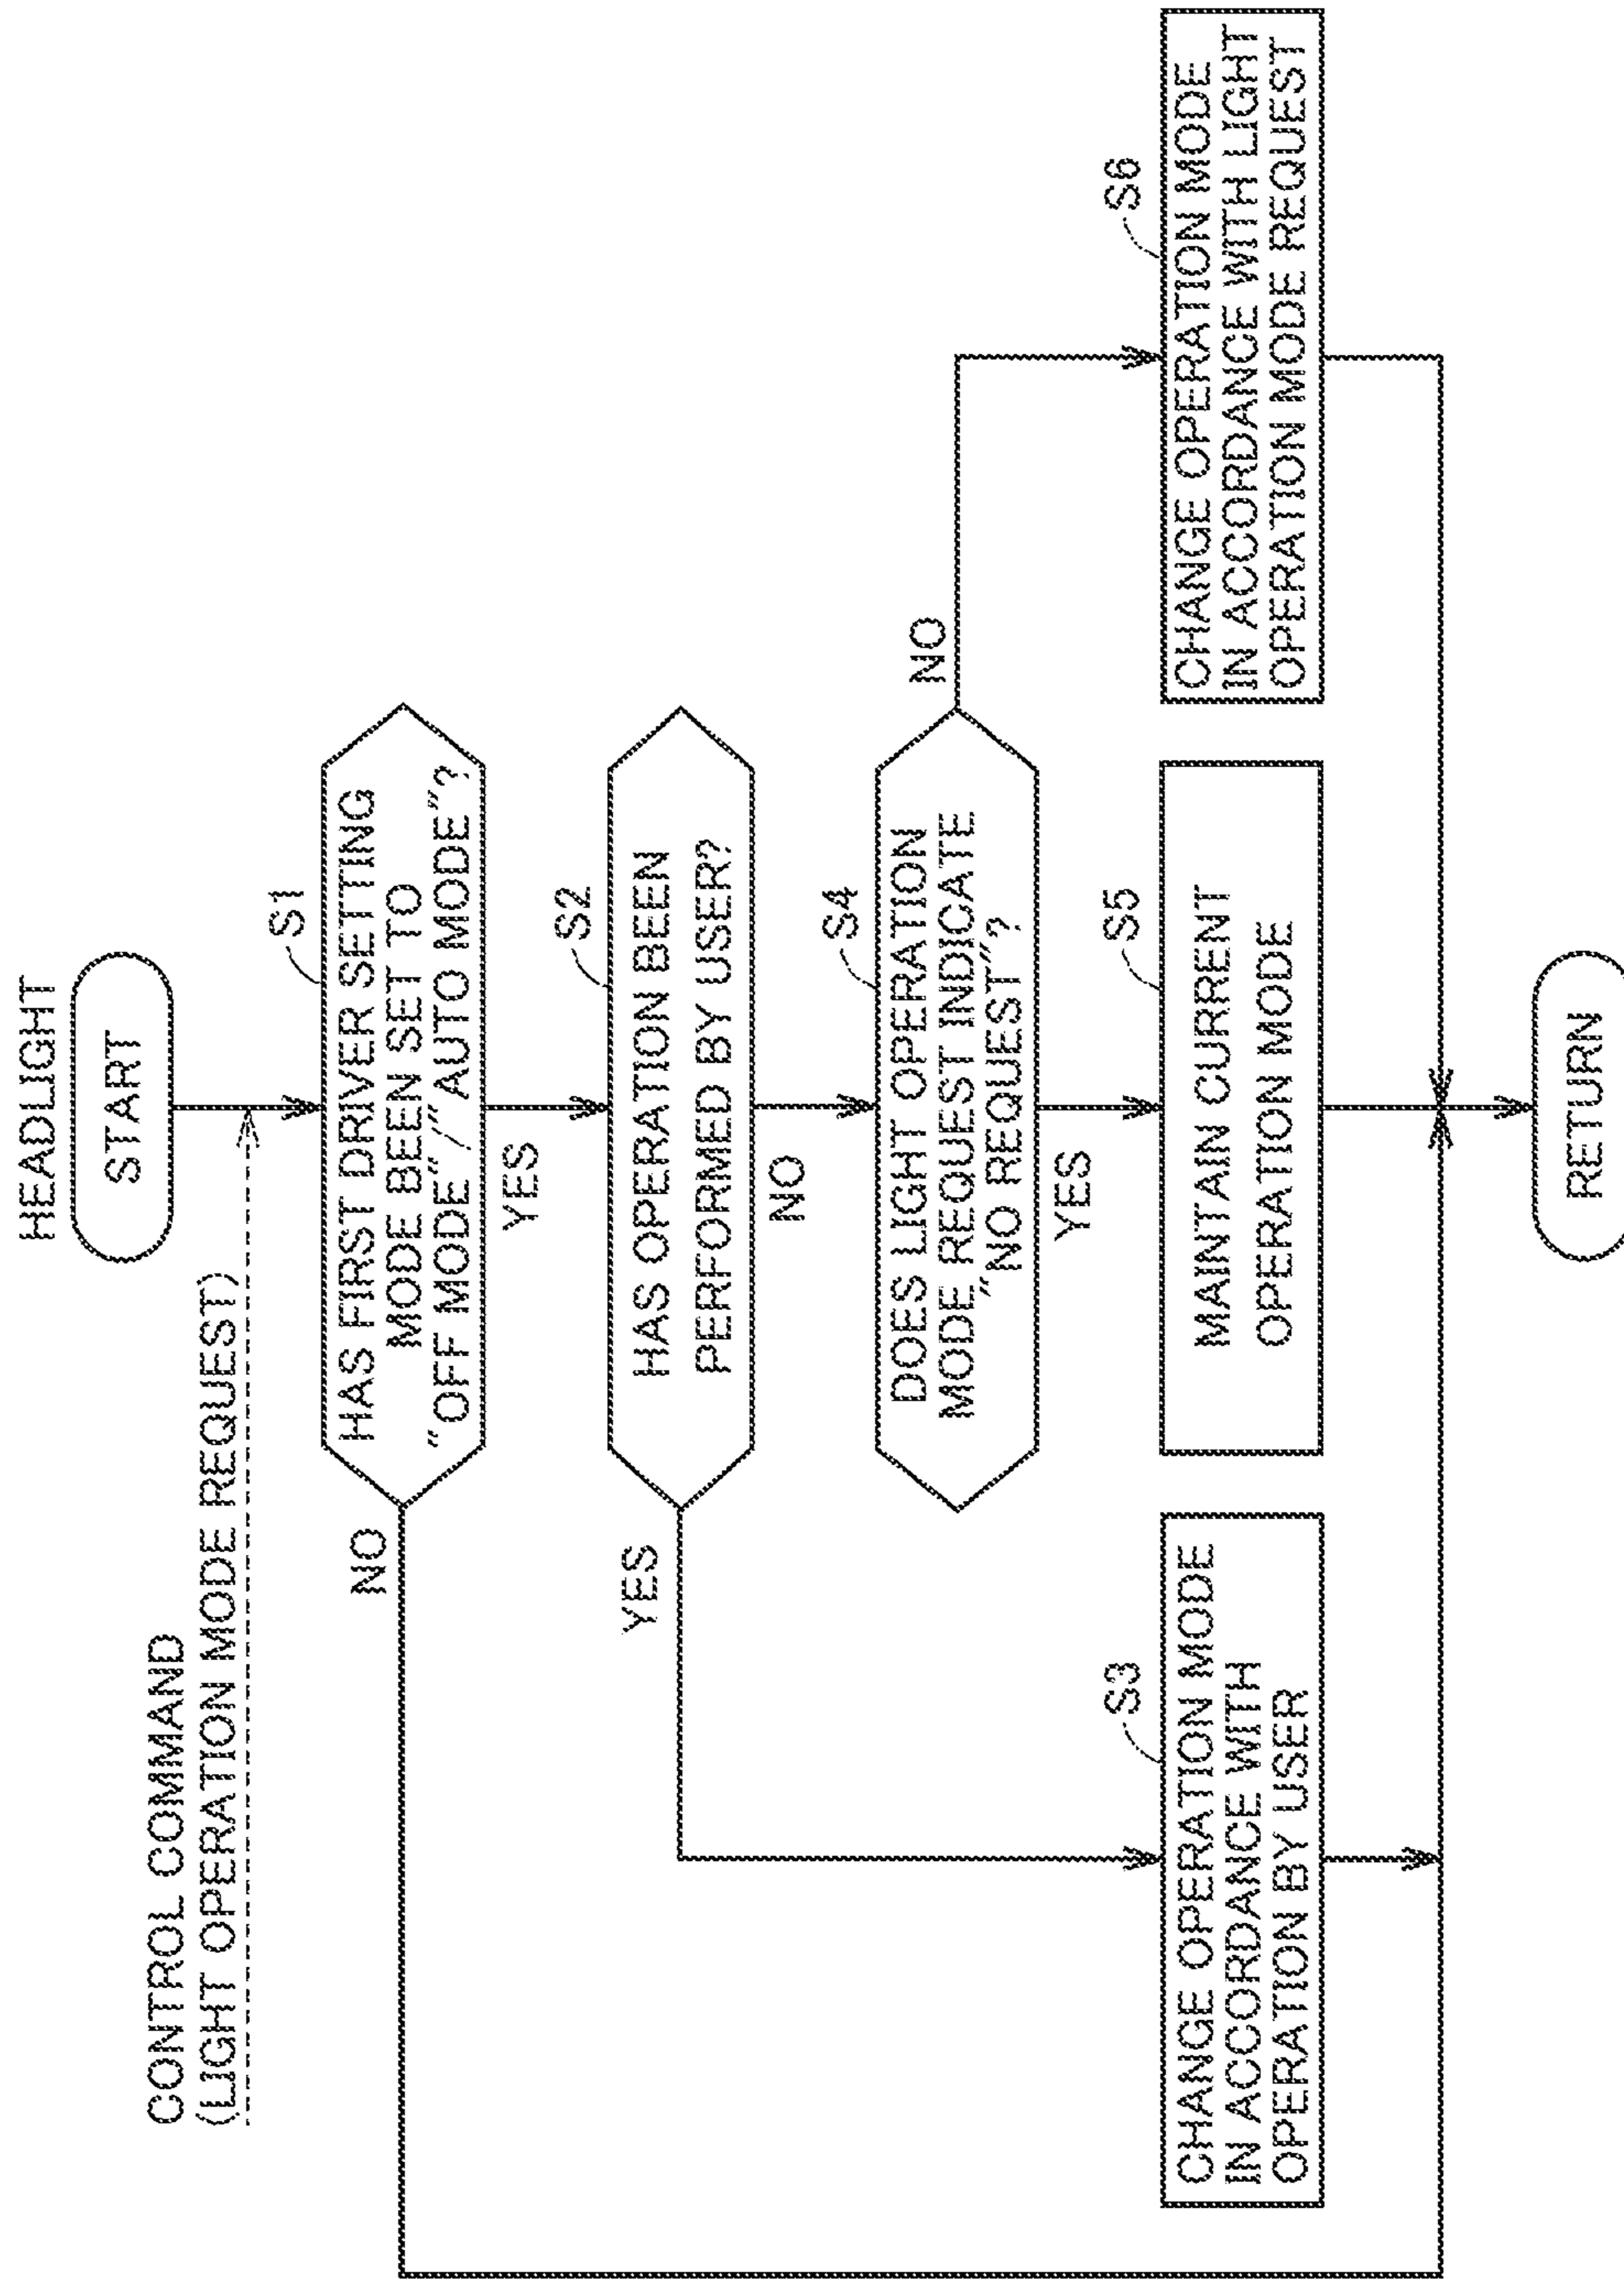 HEADLIGHT
START
CONTROL COMMAND
(LIGHT OPERATION MODE REQUEST)
S1
HAS FIRST DRIVER SETTING
MODE BEEN SET TO
“OFF MODE”/“AUTO MODE”?
NO
YES
S2
HAS OPERATION BEEN
PERFORMED BY USER?
YES
NO
S4
DOES LIGHT OPERATION
MODE REQUEST INDICATE
“NO REQUEST”?
NO
YES
S3
CHANGE OPERATION MODE
IN ACCORDANCE WITH
OPERATION BY USER
S5
MAINTAIN CURRENT
OPERATION MODE
S6
CHANGE OPERATION MODE
IN ACCORDANCE WITH LIGHT
OPERATION MODE REQUEST
RETURN